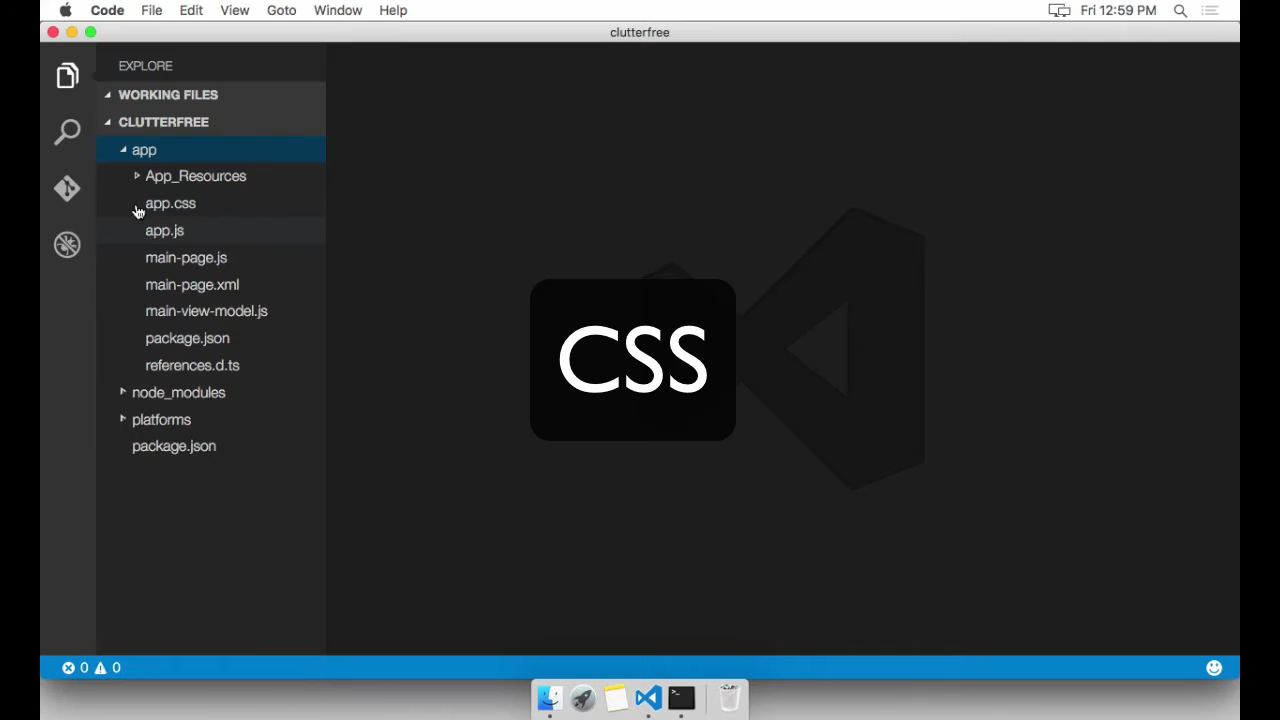 Code File Edit View Goto Window Help Fri 12:59 PM
clutterfree
EXPLORE
WORKING FILES
CLUTTERFREE
app
App_Resources
app.css
app.js
main-page.js
main-page.xml
main-view-model.js
package.json
references.d.ts
node_modules
platforms
package.json
CSS
0 0